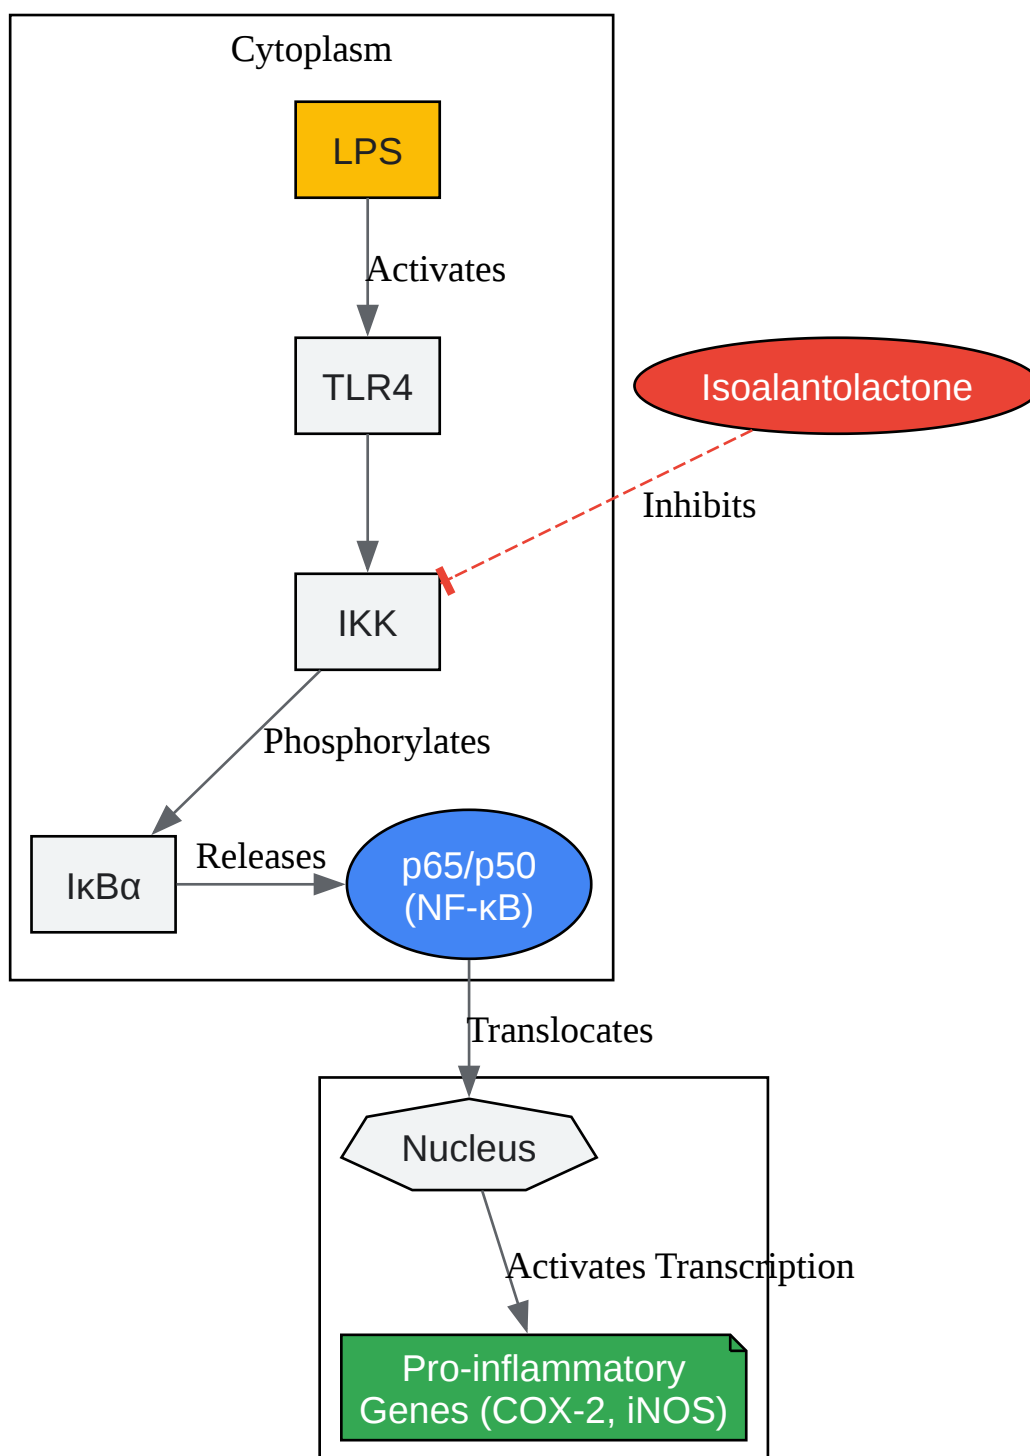 Cytoplasm
LPS
Activates
TLR4
Isoalantolactone
Inhibits
IKK
Phosphorylates
IκBα
Releases
p65/p50
(NF-κB)
Translocates
Nucleus
Activates Transcription
Pro-inflammatory
Genes (COX-2, iNOS)